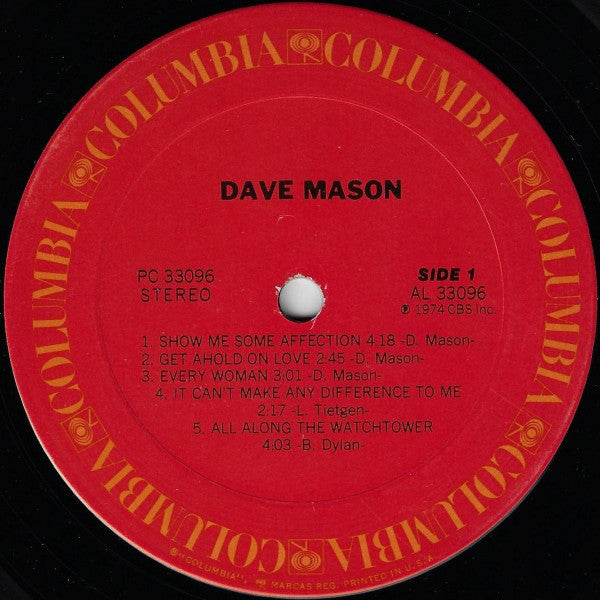 COLUMBIA COLUMBIA COLUMBIA COLUMBIA COLUMBIA COLUMBIA
DAVE MASON
PC 33096
STEREO
SIDE 1
AL 33096
℗ 1974 CBS Inc.
1. SHOW ME SOME AFFECTION 4:18 -D. Mason-
2. GET AHOLD ON LOVE 2:45 -D. Mason-
3. EVERY WOMAN 3:01 -D. Mason-
4. IT CAN'T MAKE ANY DIFFERENCE TO ME
2:17 -L. Tietgen-
5. ALL ALONG THE WATCHTOWER
4:03 -B. Dylan-
®"COLUMBIA", MARCAS REG. PRINTED IN U.S.A.